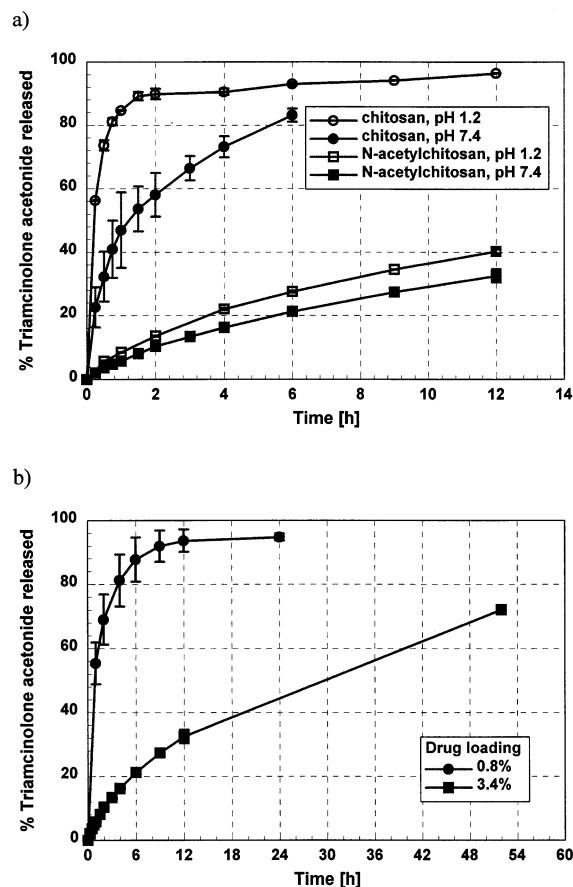 a)
100
80
60
40
20
0
% Triamcinolone acetonide released
chitosan, pH 1.2
chitosan, pH 7.4
N-acetylchitosan, pH 1.2
N-acetylchitosan, pH 7.4
0 2 4 6 8 10 12 14
Time [h]
b)
100
80
60
40
20
0
% Triamcinolone acetonide released
Drug loading
0.8%
3.4%
0 6 12 18 24 30 36 42 48 54 60
Time [h]